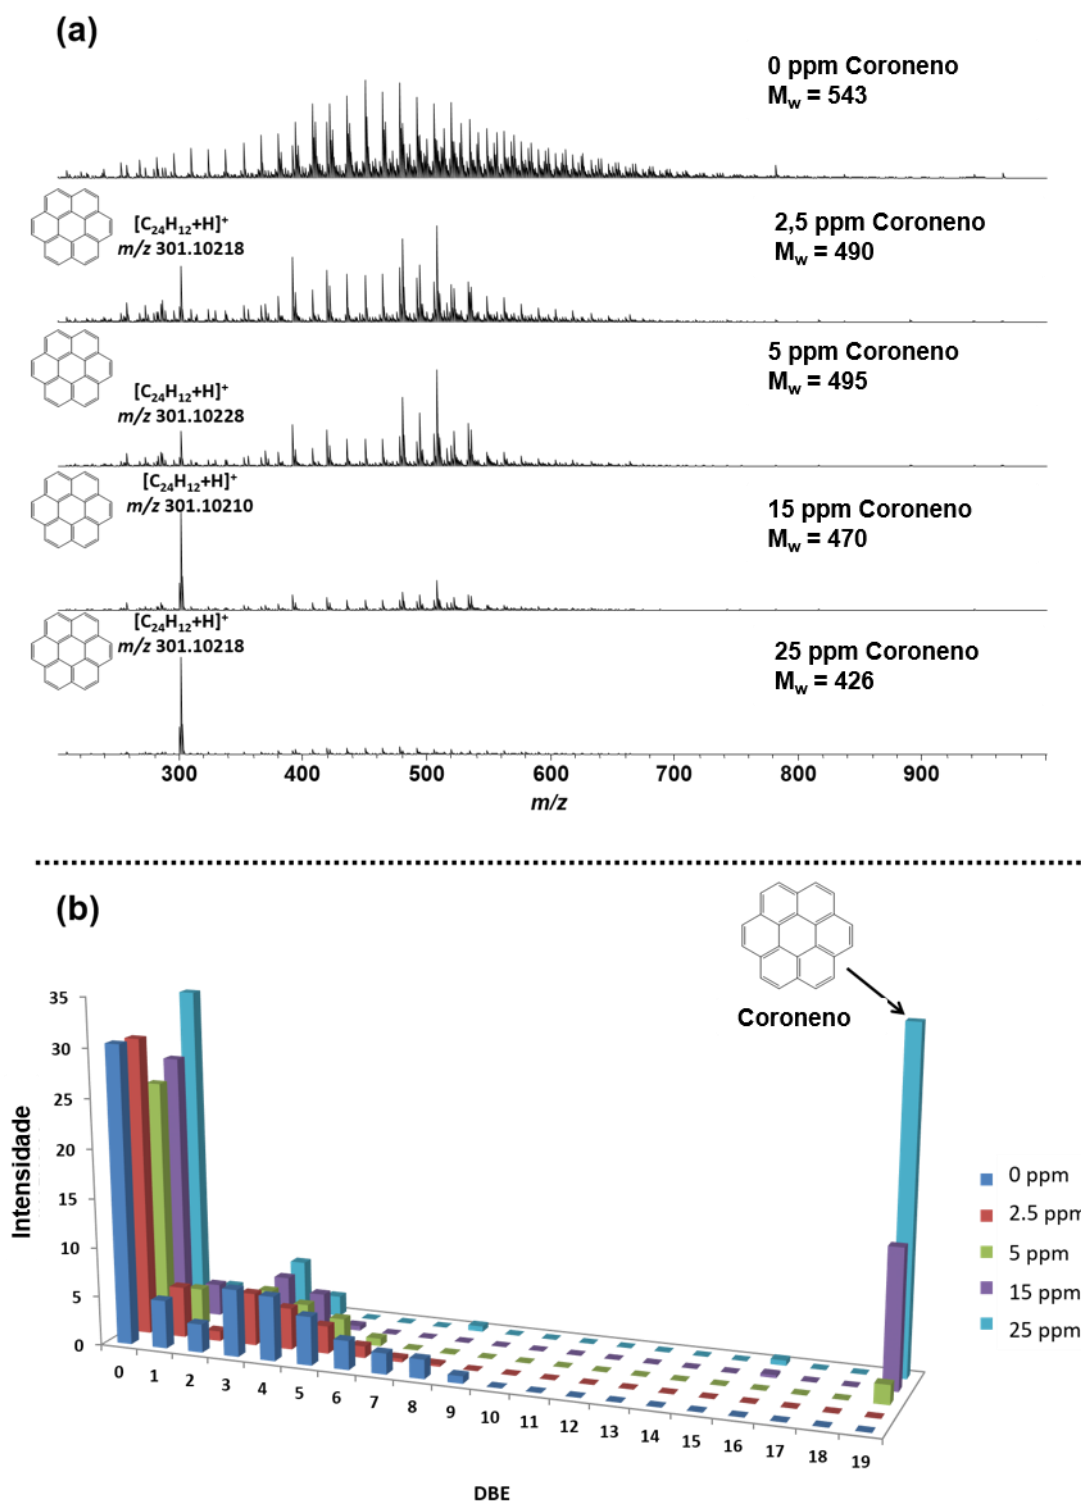 (a)
0 ppm Coroneno
Mw = 543
[C24H12+H]+
m/z 301.10218
2,5 ppm Coroneno
Mw = 490
[C24H12+H]+
m/z 301.10228
5 ppm Coroneno
Mw = 495
[C24H12+H]+
m/z 301.10210
15 ppm Coroneno
Mw = 470
[C24H12+H]+
m/z 301.10218
25 ppm Coroneno
Mw = 426
300 400 500 600 700 800 900
m/z
(b)
Coroneno
35
30
25
20
15
10
5
0
Intensidade
0 1 2 3 4 5 6 7 8 9 10 11 12 13 14 15 16 17 18 19
DBE
0 ppm
2.5 ppm
5 ppm
15 ppm
25 ppm